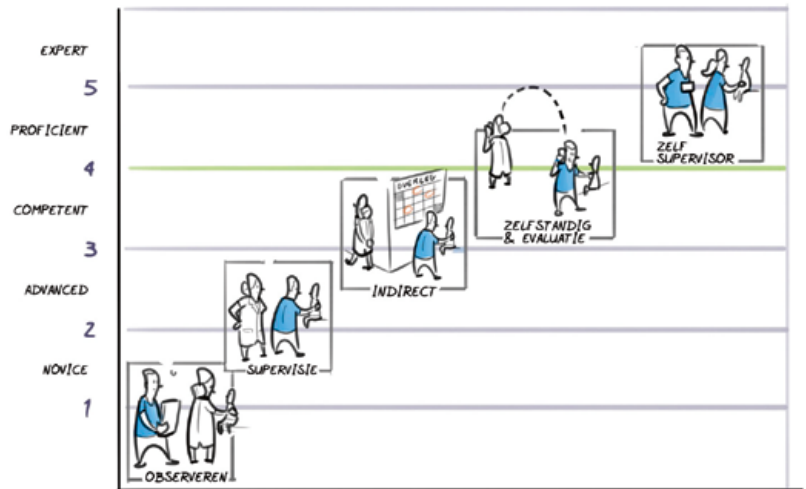 EXPERT
5
PROFICIENT
4
COMPETENT
3
ADVANCED
2
NOVICE
1
OBSERVEREN
SUPERVISIE
OVERLEG
INDIRECT
ZELFSTANDIG
& EVALUATIE
ZELF
SUPERVISOR